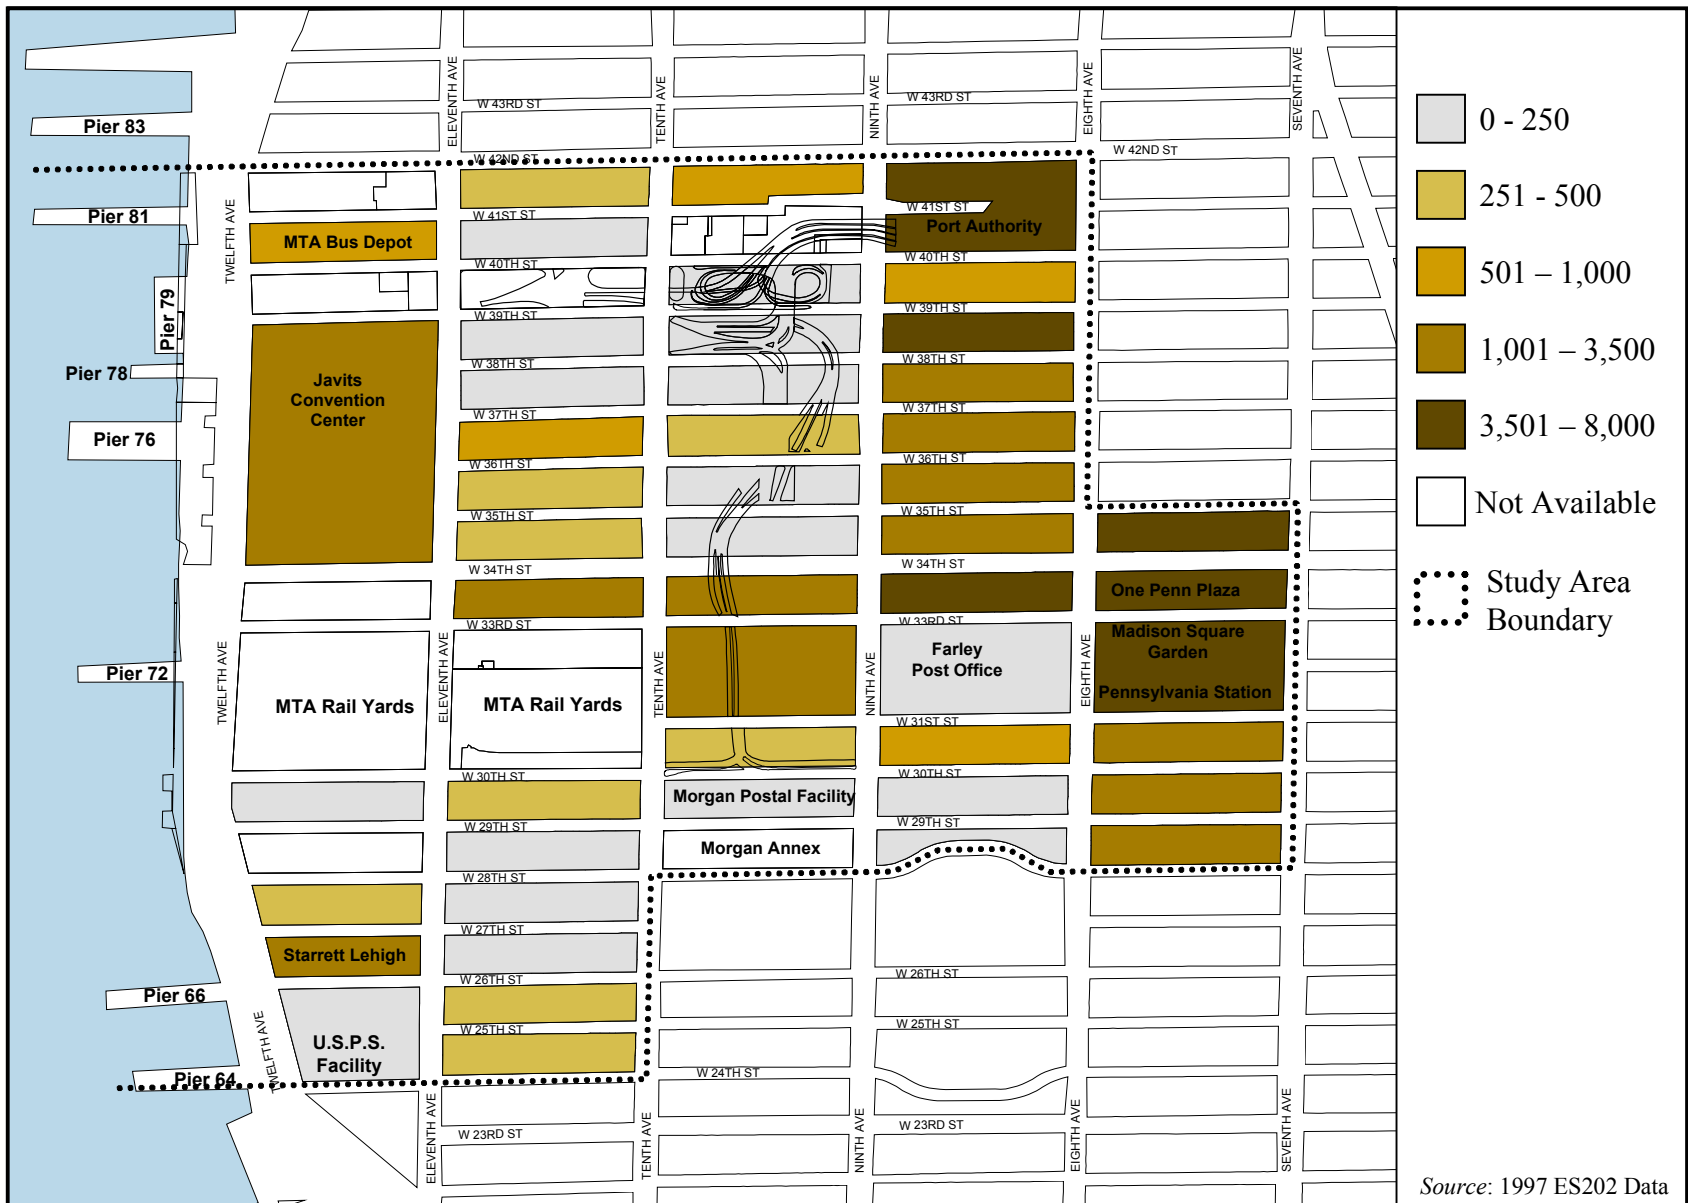 W 43RD ST
W 43RD ST
ELEVENTH AVE
TENTH AVE
NINTH AVE
EIGHTH AVE
SEVENTH AVE
Pier 83
W 42ND ST
W 42ND ST
TWELFTH AVE
Pier 81
W 41ST ST
W 41ST ST
MTA Bus Depot
Port Authority
W 40TH ST
W 40TH ST
Pier 79
W 39TH ST
W 39TH ST
W 38TH ST
W 38TH ST
Pier 78
Javits
Convention
Center
W 37TH ST
W 37TH ST
Pier 76
W 36TH ST
W 36TH ST
W 35TH ST
W 35TH ST
W 34TH ST
W 34TH ST
One Penn Plaza
W 33RD ST
W 33RD ST
Madison Square
Garden
Farley
Post Office
Pier 72
TWELFTH AVE
ELEVENTH AVE
TENTH AVE
NINTH AVE
EIGHTH AVE
Pennsylvania Station
MTA Rail Yards
MTA Rail Yards
W 31ST ST
W 30TH ST
W 30TH ST
Morgan Postal Facility
W 29TH ST
W 29TH ST
Morgan Annex
W 28TH ST
W 27TH ST
Starrett Lehigh
W 26TH ST
W 26TH ST
Pier 66
W 25TH ST
W 25TH ST
TWELFTH AVE
U.S.P.S.
Facility
Pier 64
W 24TH ST
W 23RD ST
W 23RD ST
ELEVENTH AVE
TENTH AVE
NINTH AVE
EIGHTH AVE
SEVENTH AVE
0 - 250
251 - 500
501 – 1,000
1,001 – 3,500
3,501 – 8,000
Not Available
Study Area
Boundary
Source: 1997 ES202 Data